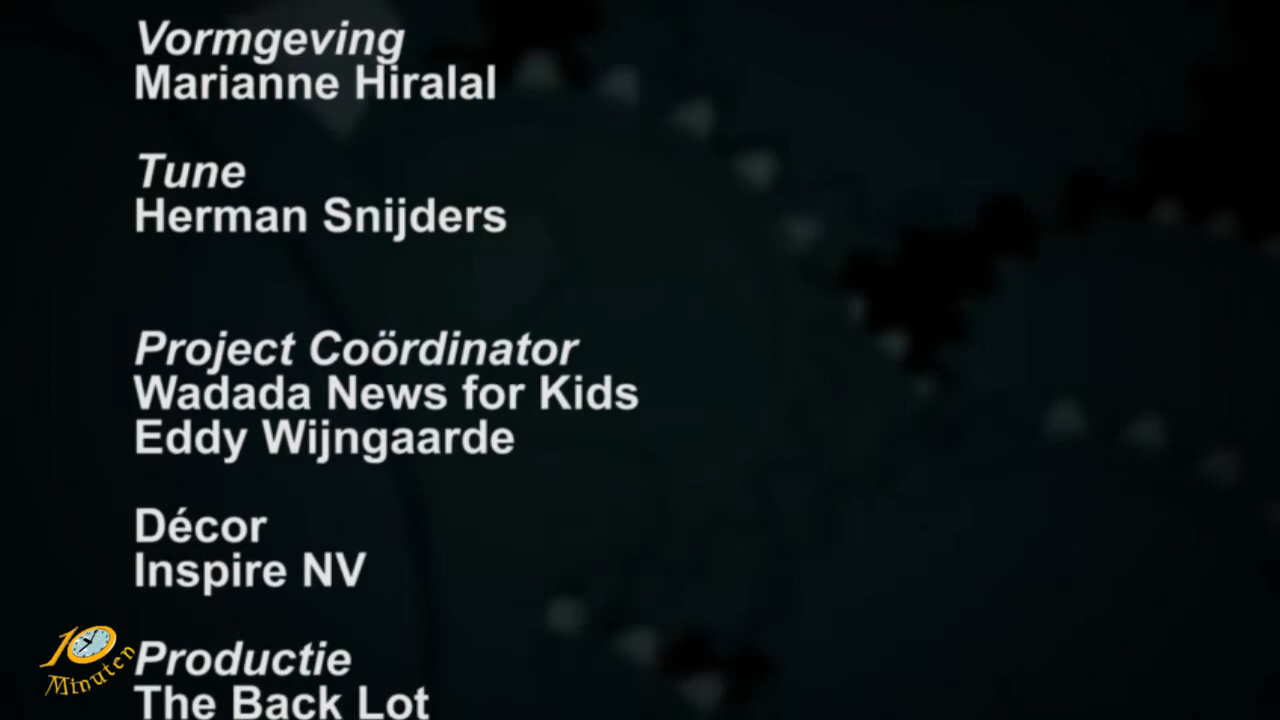 Vormgeving
Marianne Hiralal
Tune
Herman Snijders
Project Coördinator
Wadada News for Kids
Eddy Wijngaarde
Décor
Inspire NV
Productie
The Back Lot
10
Minuten